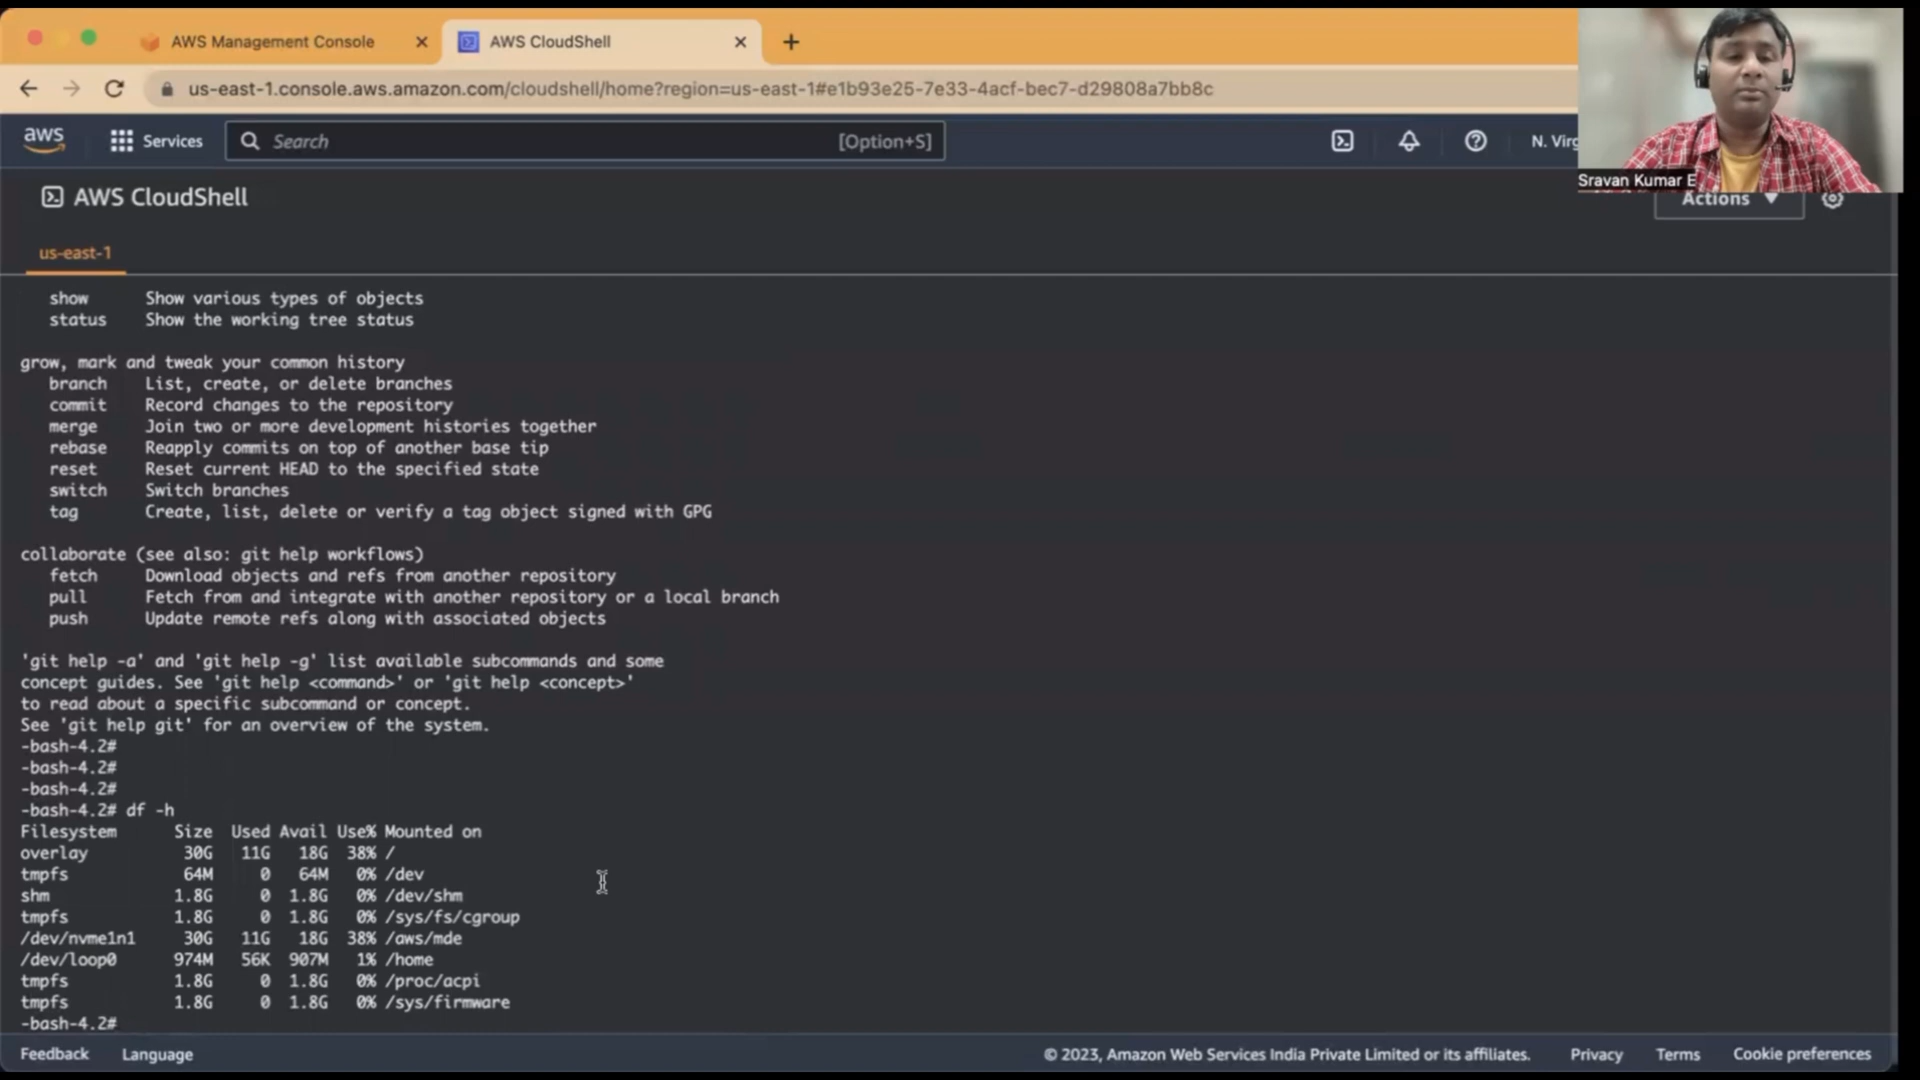 AWS Management Console
AWS CloudShell
us-east-1.console.aws.amazon.com/cloudshell/home?region=us-east-1#e1b93e25-7e33-4acf-bec7-d29808a7bb8c
aws
Services
Search
[Option+S]
N. Virg
Sravan Kumar E
AWS CloudShell
Actions
us-east-1
show Show various types of objects
status Show the working tree status
grow, mark and tweak your common history
branch List, create, or delete branches
commit Record changes to the repository
merge Join two or more development histories together
rebase Reapply commits on top of another base tip
reset Reset current HEAD to the specified state
switch Switch branches
tag Create, list, delete or verify a tag object signed with GPG
collaborate (see also: git help workflows)
fetch Download objects and refs from another repository
pull Fetch from and integrate with another repository or a local branch
push Update remote refs along with associated objects
'git help -a' and 'git help -g' list available subcommands and some
concept guides. See 'git help <command>' or 'git help <concept>'
to read about a specific subcommand or concept.
See 'git help git' for an overview of the system.
-bash-4.2#
-bash-4.2#
-bash-4.2#
-bash-4.2# df -h
Filesystem Size Used Avail Use% Mounted on
overlay 30G 11G 18G 38% /
tmpfs 64M 0 64M 0% /dev
shm 1.8G 0 1.8G 0% /dev/shm
tmpfs 1.8G 0 1.8G 0% /sys/fs/cgroup
/dev/nvme1n1 30G 11G 18G 38% /aws/mde
/dev/loop0 974M 56K 907M 1% /home
tmpfs 1.8G 0 1.8G 0% /proc/acpi
tmpfs 1.8G 0 1.8G 0% /sys/firmware
-bash-4.2#
Feedback Language
© 2023, Amazon Web Services India Private Limited or its affiliates. Privacy Terms Cookie preferences